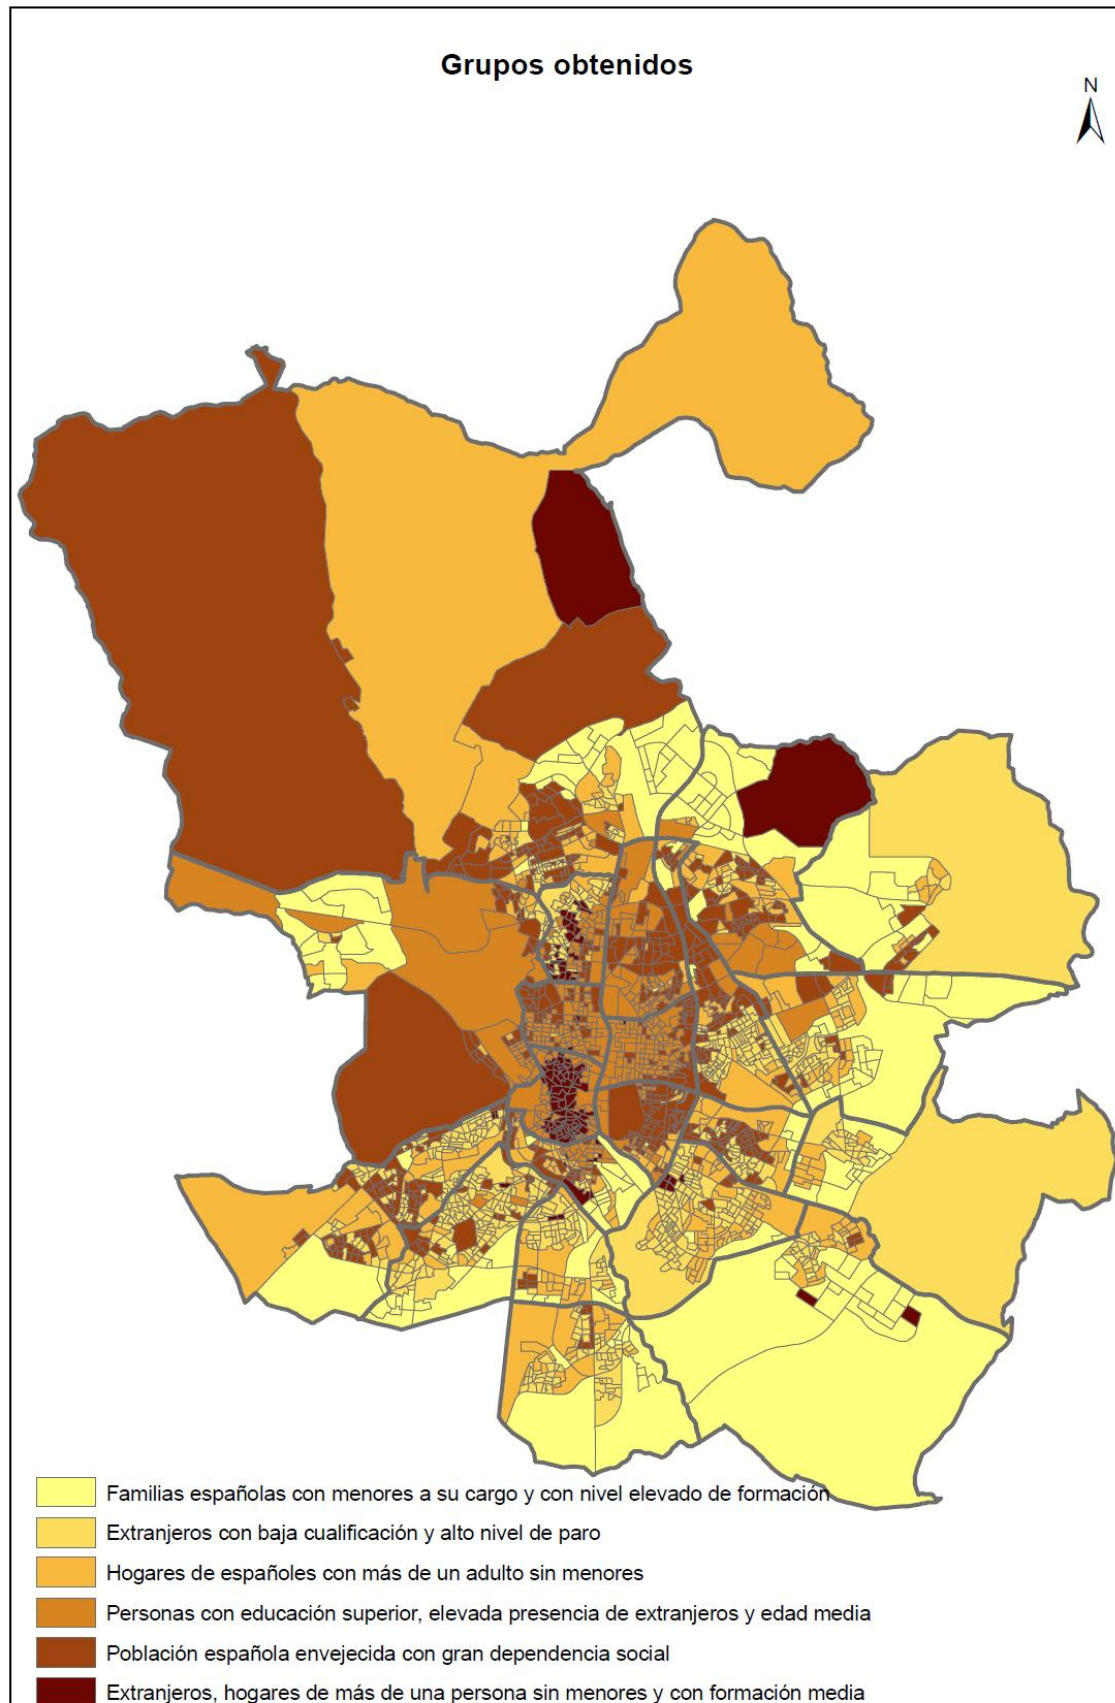 Grupos obtenidos
N
Familias españolas con menores a su cargo y con nivel elevado de formación
Extranjeros con baja cualificación y alto nivel de paro
Hogares de españoles con más de un adulto sin menores
Personas con educación superior, elevada presencia de extranjeros y edad media
Población española envejecida con gran dependencia social
Extranjeros, hogares de más de una persona sin menores y con formación media